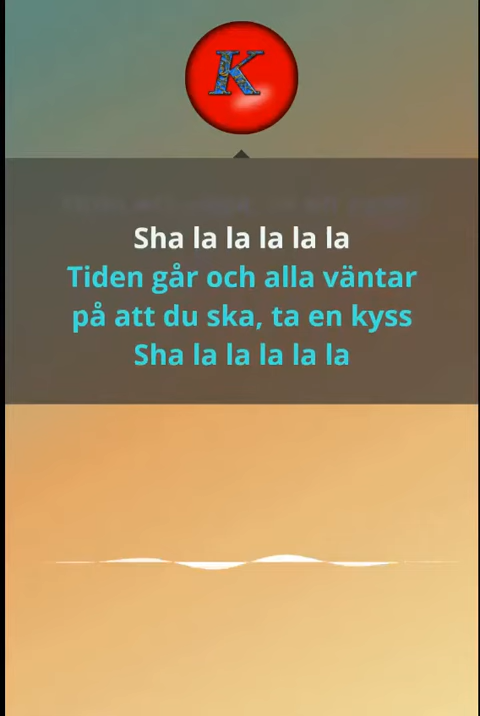 K
Sha la la la la la
Tiden går och alla väntar
på att du ska, ta en kyss
Sha la la la la la